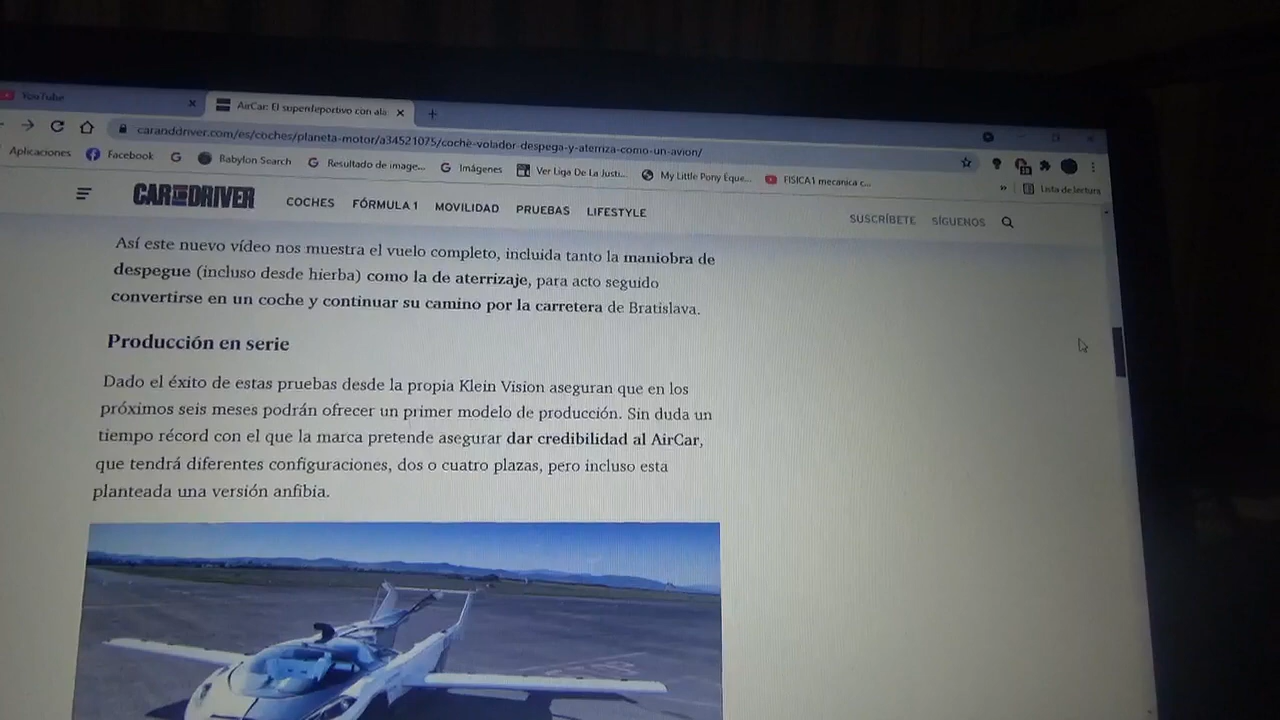 YouTube
AirCar: El superdeportivo con ala
caranddriver.com/es/coches/planeta-motor/a34521075/coche-volador-despega-y-aterriza-como-un-avion/
Aplicaciones Facebook Babylon Search Resultado de image... Imágenes Ver Liga De La Justi... My Little Pony Eque... FISICA1 mecanica c...
» Lista de lectura
CAR AND DRIVER COCHES FÓRMULA 1 MOVILIDAD PRUEBAS LIFESTYLE SUSCRÍBETE SÍGUENOS
Así este nuevo vídeo nos muestra el vuelo completo, incluida tanto la maniobra de
despegue (incluso desde hierba) como la de aterrizaje, para acto seguido
convertirse en un coche y continuar su camino por la carretera de Bratislava.
Producción en serie
Dado el éxito de estas pruebas desde la propia Klein Vision aseguran que en los
próximos seis meses podrán ofrecer un primer modelo de producción. Sin duda un
tiempo récord con el que la marca pretende asegurar dar credibilidad al AirCar,
que tendrá diferentes configuraciones, dos o cuatro plazas, pero incluso esta
planteada una versión anfibia.